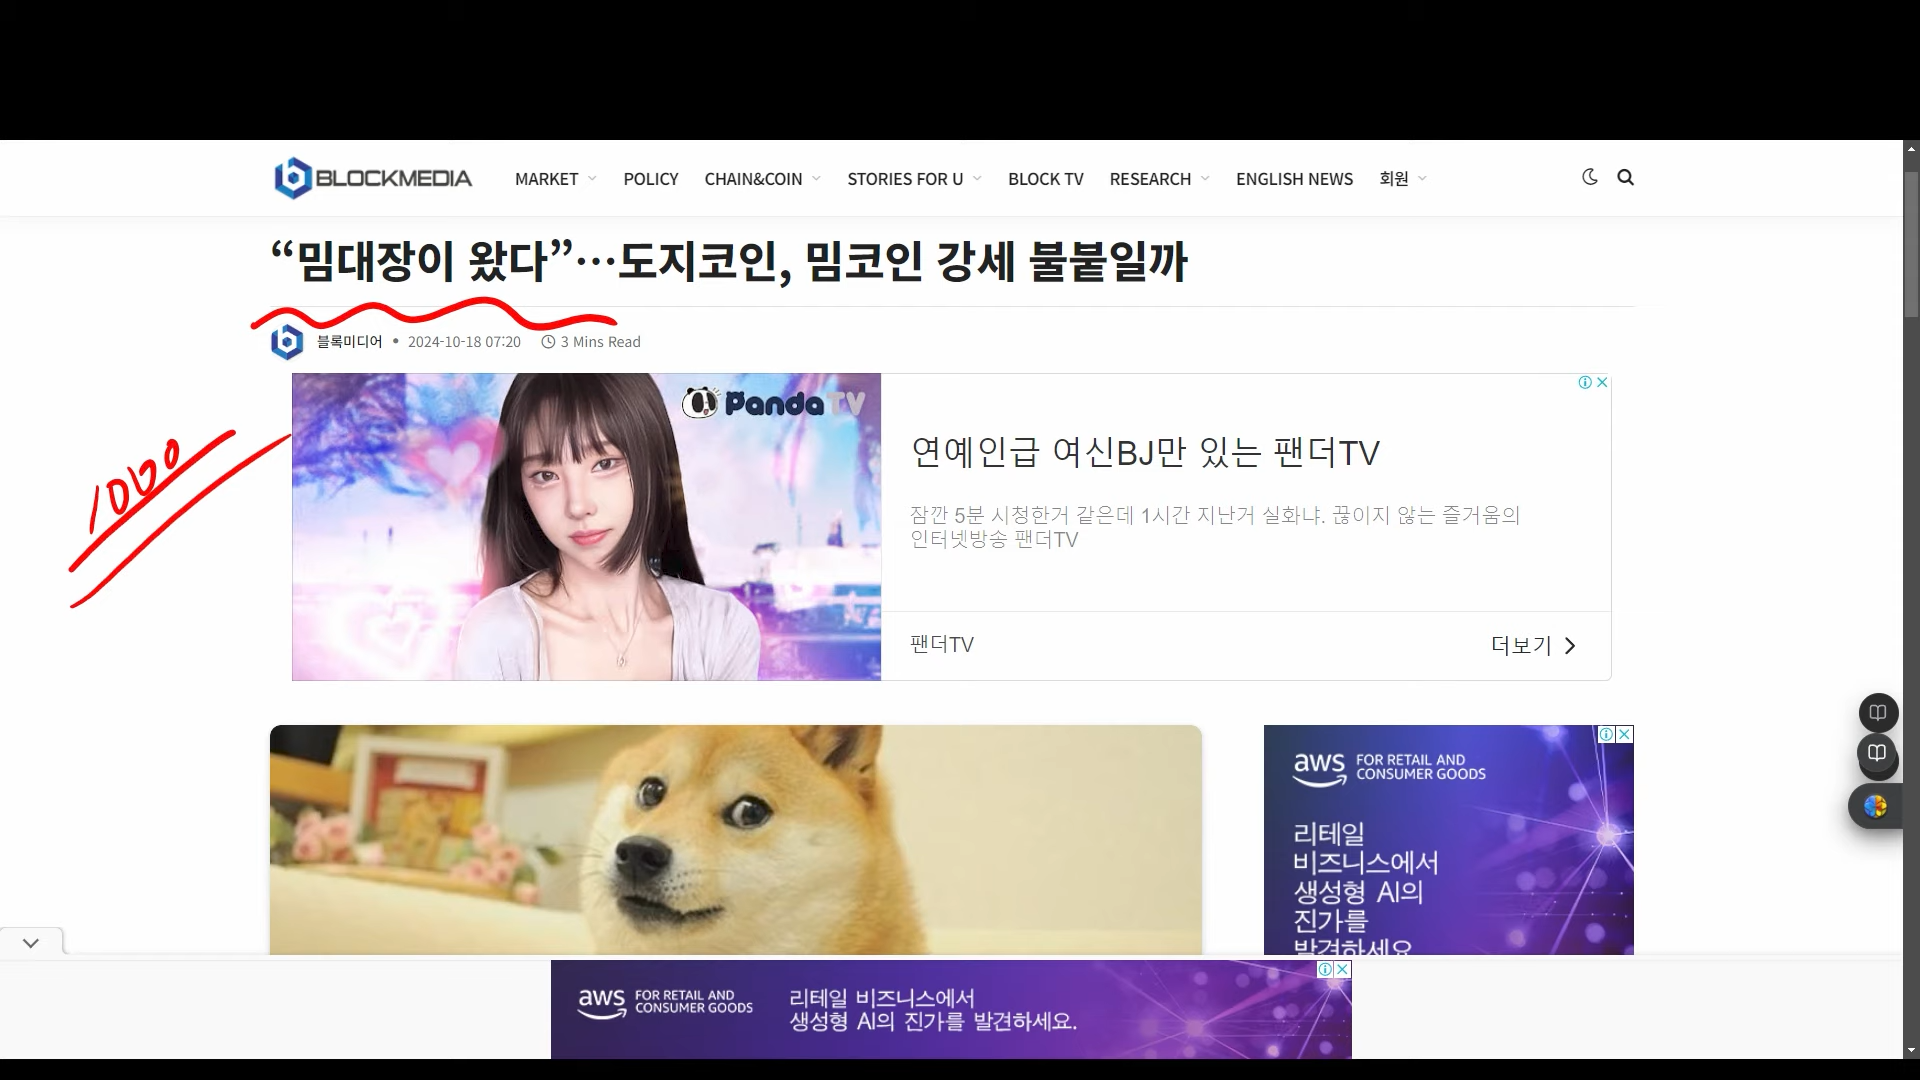 BLOCKMEDIA MARKET POLICY CHAIN&COIN STORIES FOR U BLOCK TV RESEARCH ENGLISH NEWS 회원
“밈대장이 왔다”…도지코인, 밈코인 강세 불붙일까
블록미디어 • 2024-10-18 07:20 3 Mins Read
1000
PandaTV
연예인급 여신BJ만 있는 팬더TV
잠깐 5분 시청한거 같은데 1시간 지난거 실화냐. 끊이지 않는 즐거움의
인터넷방송 팬더TV
팬더TV 더보기
aws FOR RETAIL AND
CONSUMER GOODS
리테일
비즈니스에서
생성형 AI의
진가를
발견하세요
aws FOR RETAIL AND
CONSUMER GOODS
리테일 비즈니스에서
생성형 AI의 진가를 발견하세요.